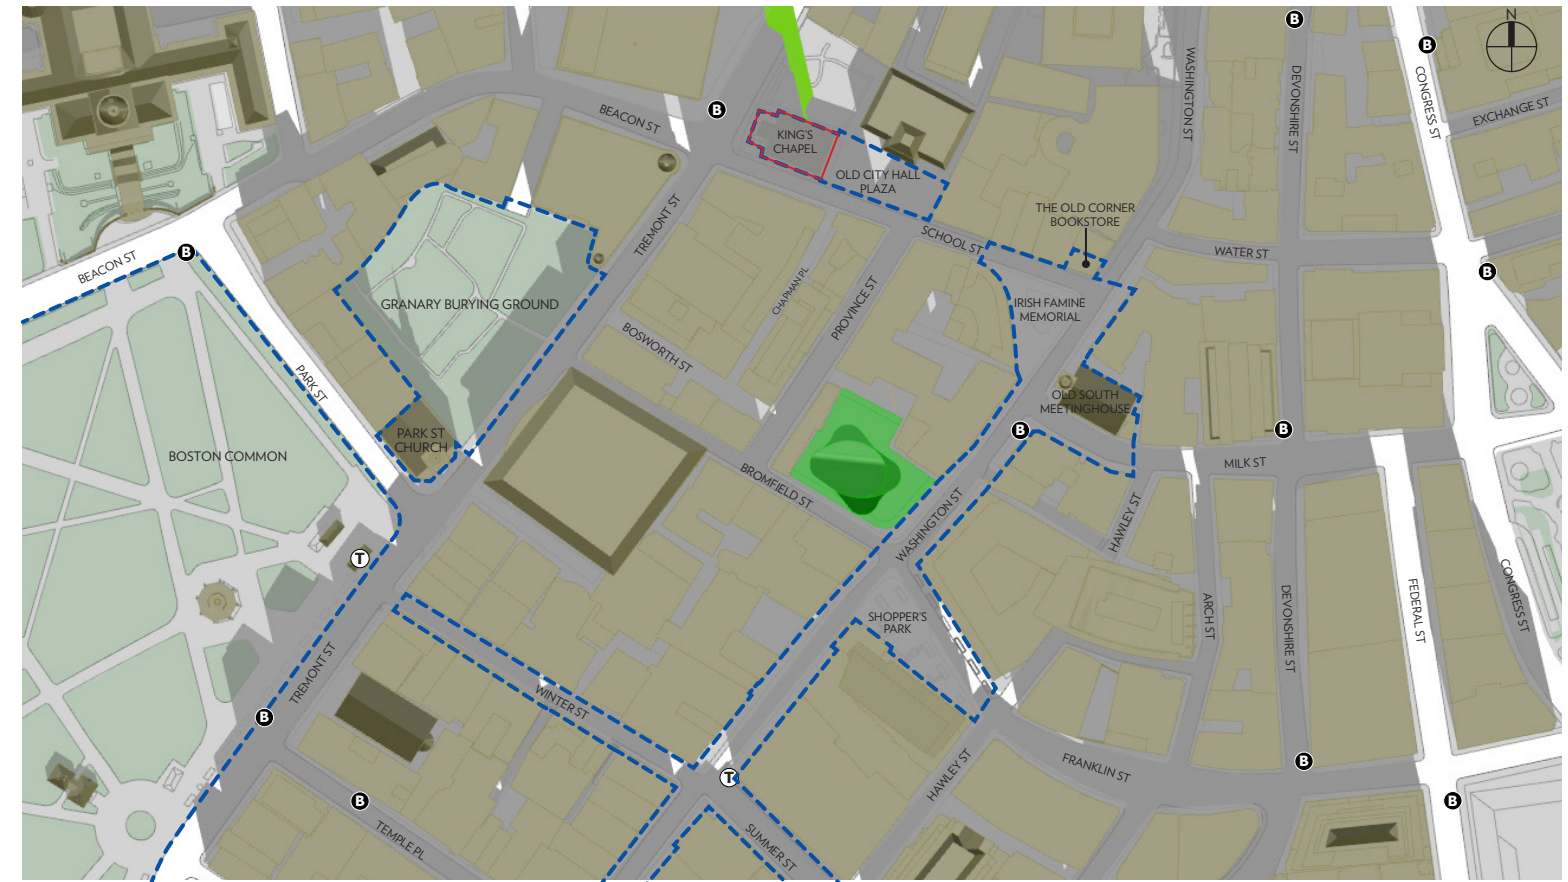 N
B
B
B
WASHINGTON ST
DEVONSHIRE ST
CONGRESS ST
EXCHANGE ST
BEACON ST
KING'S
CHAPEL
OLD CITY HALL
PLAZA
THE OLD CORNER
BOOKSTORE
TREMONT ST
SCHOOL ST
WATER ST
BEACON ST
B
B
GRANARY BURYING GROUND
CHAPMAN PL
PROVINCE ST
IRISH FAMINE
MEMORIAL
BOSWORTH ST
PARK ST
OLD SOUTH
MEETINGHOUSE
B
B
PARK ST
CHURCH
BOSTON COMMON
BROMFIELD ST
MILK ST
WASHINGTON ST
HAWLEY ST
T
SHOPPER'S
PARK
ARCH ST
DEVONSHIRE ST
FEDERAL ST
CONGRESS ST
TREMONT ST
B
WINTER ST
T
HAWLEY ST
FRANKLIN ST
B
B
B
TEMPLE PL
SUMMER ST